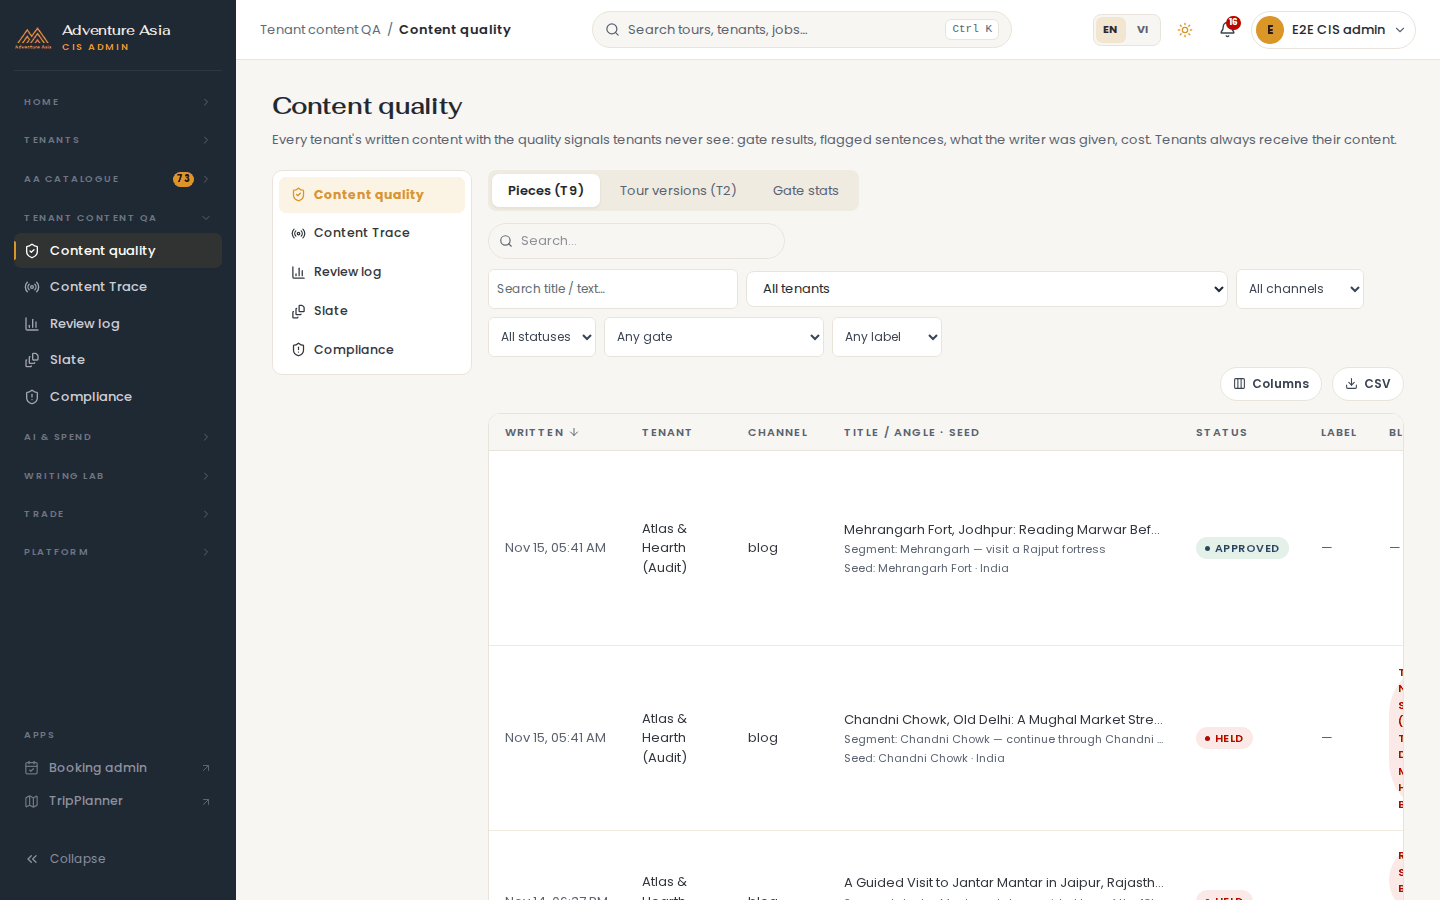 Adventure Asia
CIS ADMIN
HOME
TENANTS
AA CATALOGUE 73
TENANT CONTENT QA
Content quality
Content Trace
Review log
Slate
Compliance
AI & SPEND
WRITING LAB
TRADE
PLATFORM
APPS
Booking admin
TripPlanner
Collapse
Tenant content QA / Content quality
Search tours, tenants, jobs... Ctrl K
EN VI
16
E E2E CIS admin
Content quality
Every tenant's written content with the quality signals tenants never see: gate results, flagged sentences, what the writer was given, cost. Tenants always receive their content.
Content quality
Content Trace
Review log
Slate
Compliance
Pieces (T9) Tour versions (T2) Gate stats
Search...
Search title / text... All tenants All channels
All statuses Any gate Any label
Columns CSV
WRITTEN ↓ TENANT CHANNEL TITLE / ANGLE · SEED STATUS LABEL BL
Nov 15, 05:41 AM
Atlas &
Hearth
(Audit)
blog
Mehrangarh Fort, Jodhpur: Reading Marwar Bef...
Segment: Mehrangarh — visit a Rajput fortress
Seed: Mehrangarh Fort · India
APPROVED — —
Nov 15, 05:41 AM
Atlas &
Hearth
(Audit)
blog
Chandni Chowk, Old Delhi: A Mughal Market Stre...
Segment: Chandni Chowk — continue through Chandni ...
Seed: Chandni Chowk · India
HELD —
Atlas &
A Guided Visit to Jantar Mantar in Jaipur, Rajasth...